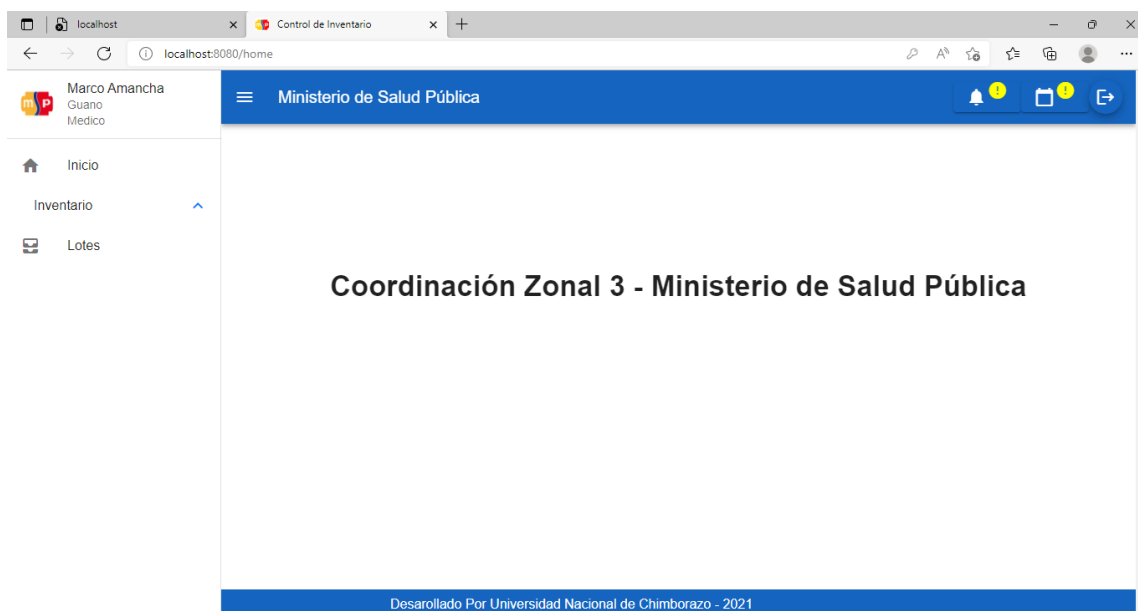 localhost
Control de Inventario
localhost:8080/home
Marco Amancha
Guano
Medico
Ministerio de Salud Pública
Inicio
Inventario
Lotes
Coordinación Zonal 3 - Ministerio de Salud Pública
Desarollado Por Universidad Nacional de Chimborazo - 2021